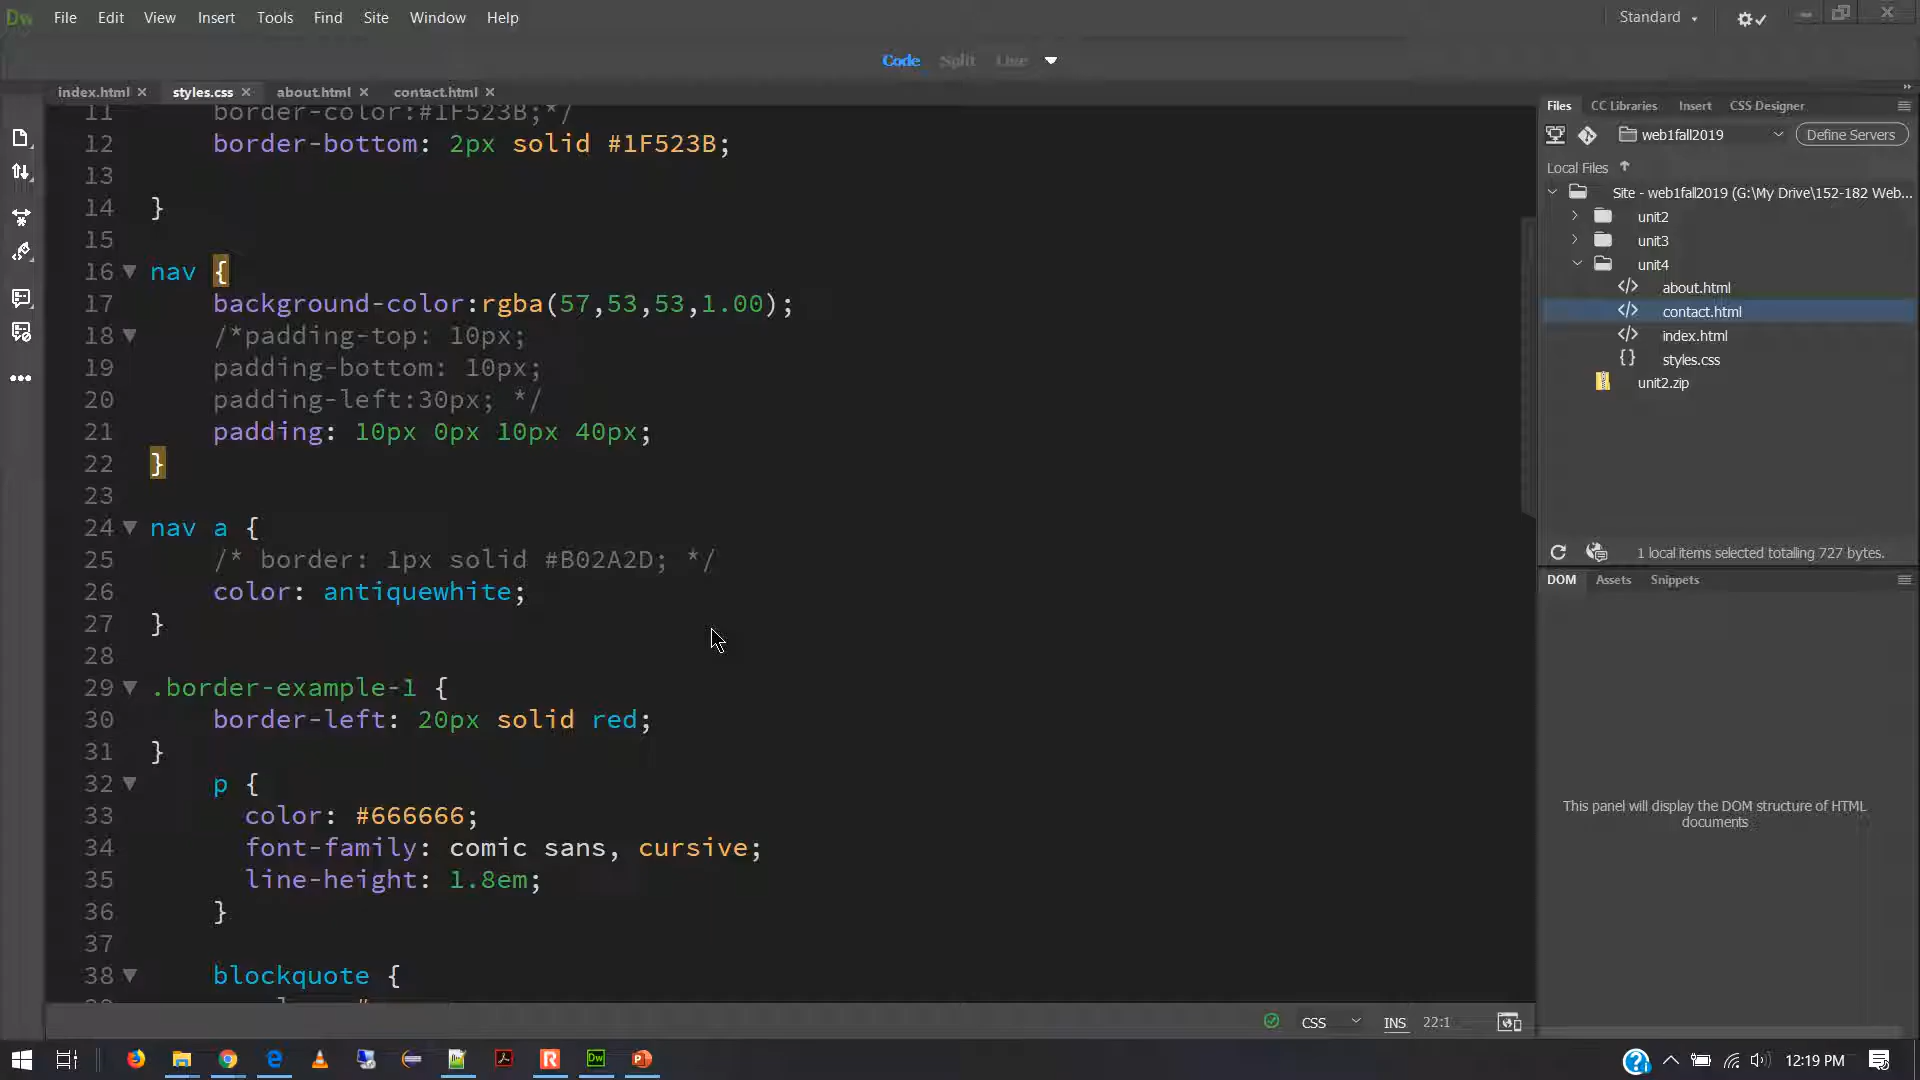 Dw File Edit View Insert Tools Find Site Window Help Standard
Code Split Live
index.html styles.css about.html contact.html
11 border-color:#1F523B;*/
12 border-bottom: 2px solid #1F523B;
13
14 }
15
16 nav {
17 background-color:rgba(57,53,53,1.00);
18 /*padding-top: 10px;
19 padding-bottom: 10px;
20 padding-left:30px; */
21 padding: 10px 0px 10px 40px;
22 }
23
24 nav a {
25 /* border: 1px solid #B02A2D; */
26 color: antiquewhite;
27 }
28
29 .border-example-1 {
30 border-left: 20px solid red;
31 }
32 p {
33 color: #666666;
34 font-family: comic sans, cursive;
35 line-height: 1.8em;
36 }
37
38 blockquote {
CSS INS 22:1
Files CC Libraries Insert CSS Designer
web1fall2019 Define Servers
Local Files
Site - web1fall2019 (G:\My Drive\152-182 Web...
unit2
unit3
unit4
about.html
contact.html
index.html
styles.css
unit2.zip
1 local items selected totalling 727 bytes.
DOM Assets Snippets
This panel will display the DOM structure of HTML
documents
12:19 PM